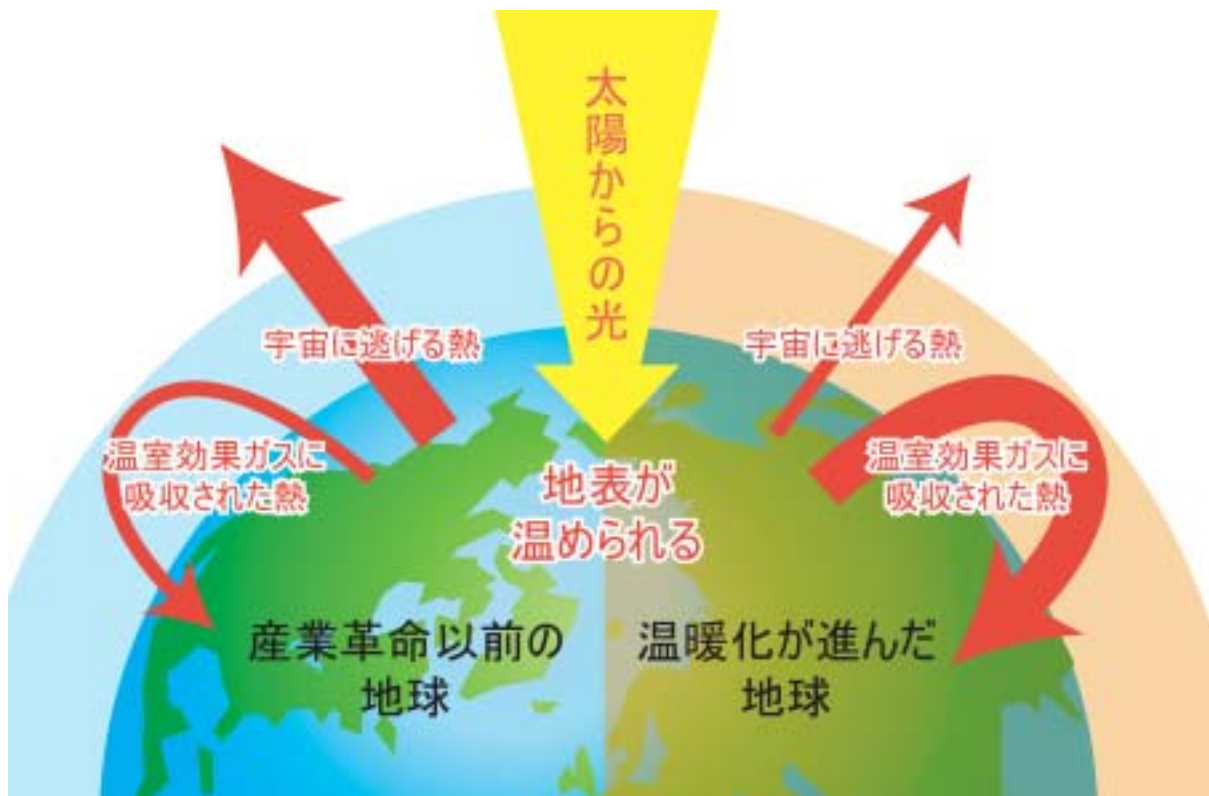 太陽からの光
宇宙に逃げる熱
宇宙に逃げる熱
温室効果ガスに
吸収された熱
温室効果ガスに
吸収された熱
地表が
温められる
産業革命以前の
地球
温暖化が進んだ
地球